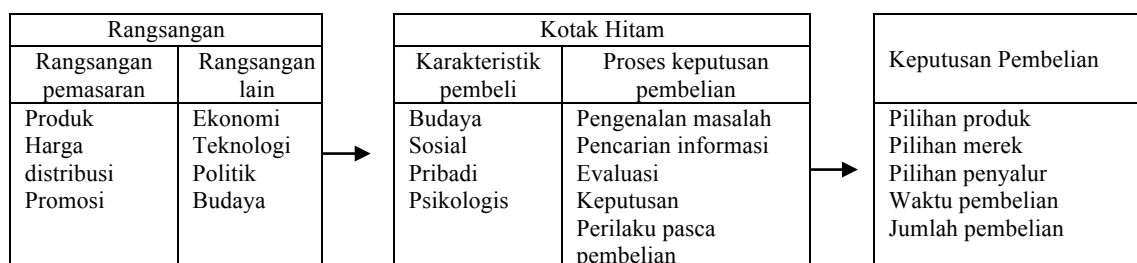 Rangsangan
Rangsangan
pemasaran
Rangsangan
lain
Produk
Harga
distribusi
Promosi
Ekonomi
Teknologi
Politik
Budaya
Kotak Hitam
Karakteristik
pembeli
Proses keputusan
pembelian
Budaya
Sosial
Pribadi
Psikologis
Pengenalan masalah
Pencarian informasi
Evaluasi
Keputusan
Perilaku pasca
pembelian
Keputusan Pembelian
Pilihan produk
Pilihan merek
Pilihan penyalur
Waktu pembelian
Jumlah pembelian